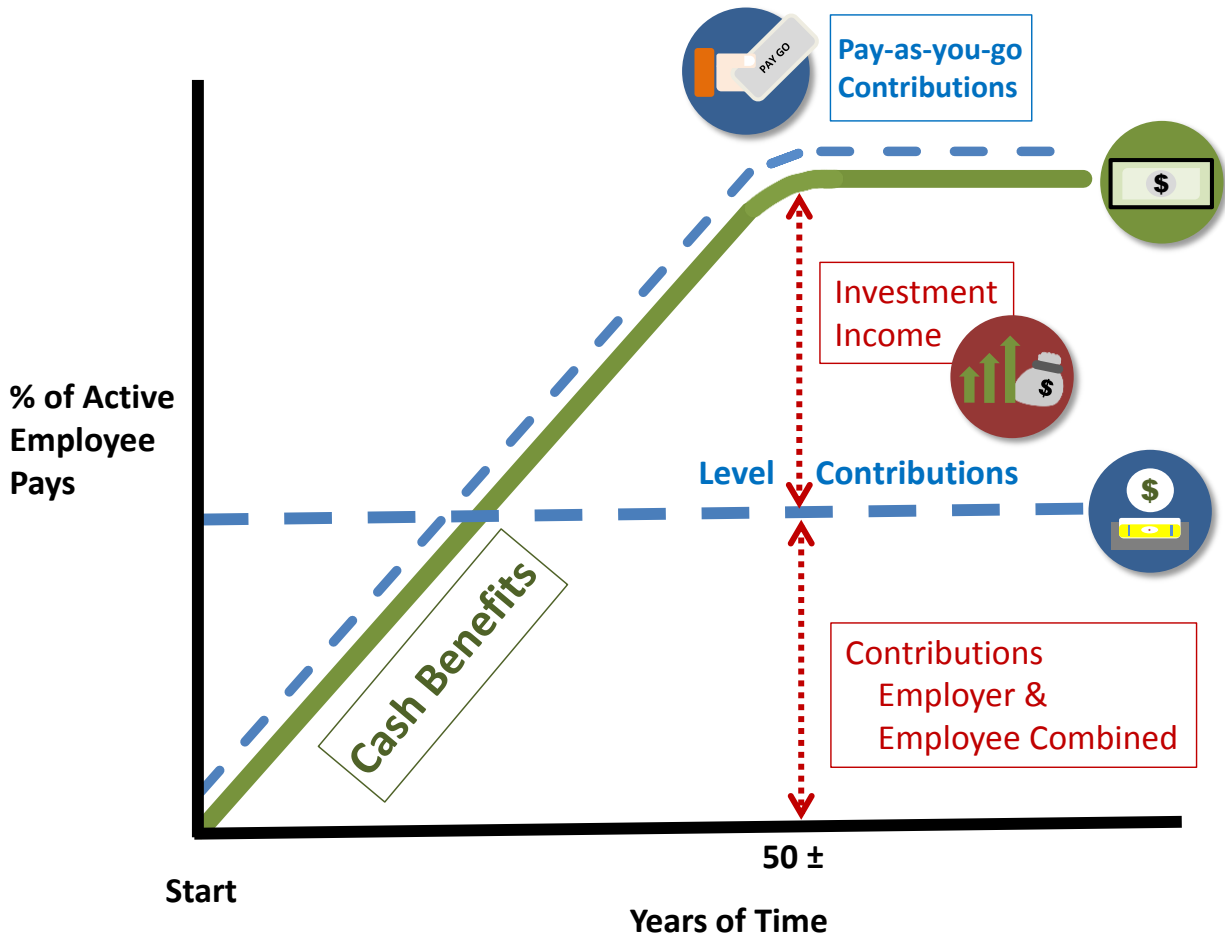 PAY GO
Pay-as-you-go
Contributions
$
Investment
Income
$
% of Active
Employee
Pays
Level Contributions
$
Cash Benefits
Contributions
Employer &
Employee Combined
50 ±
Start
Years of Time